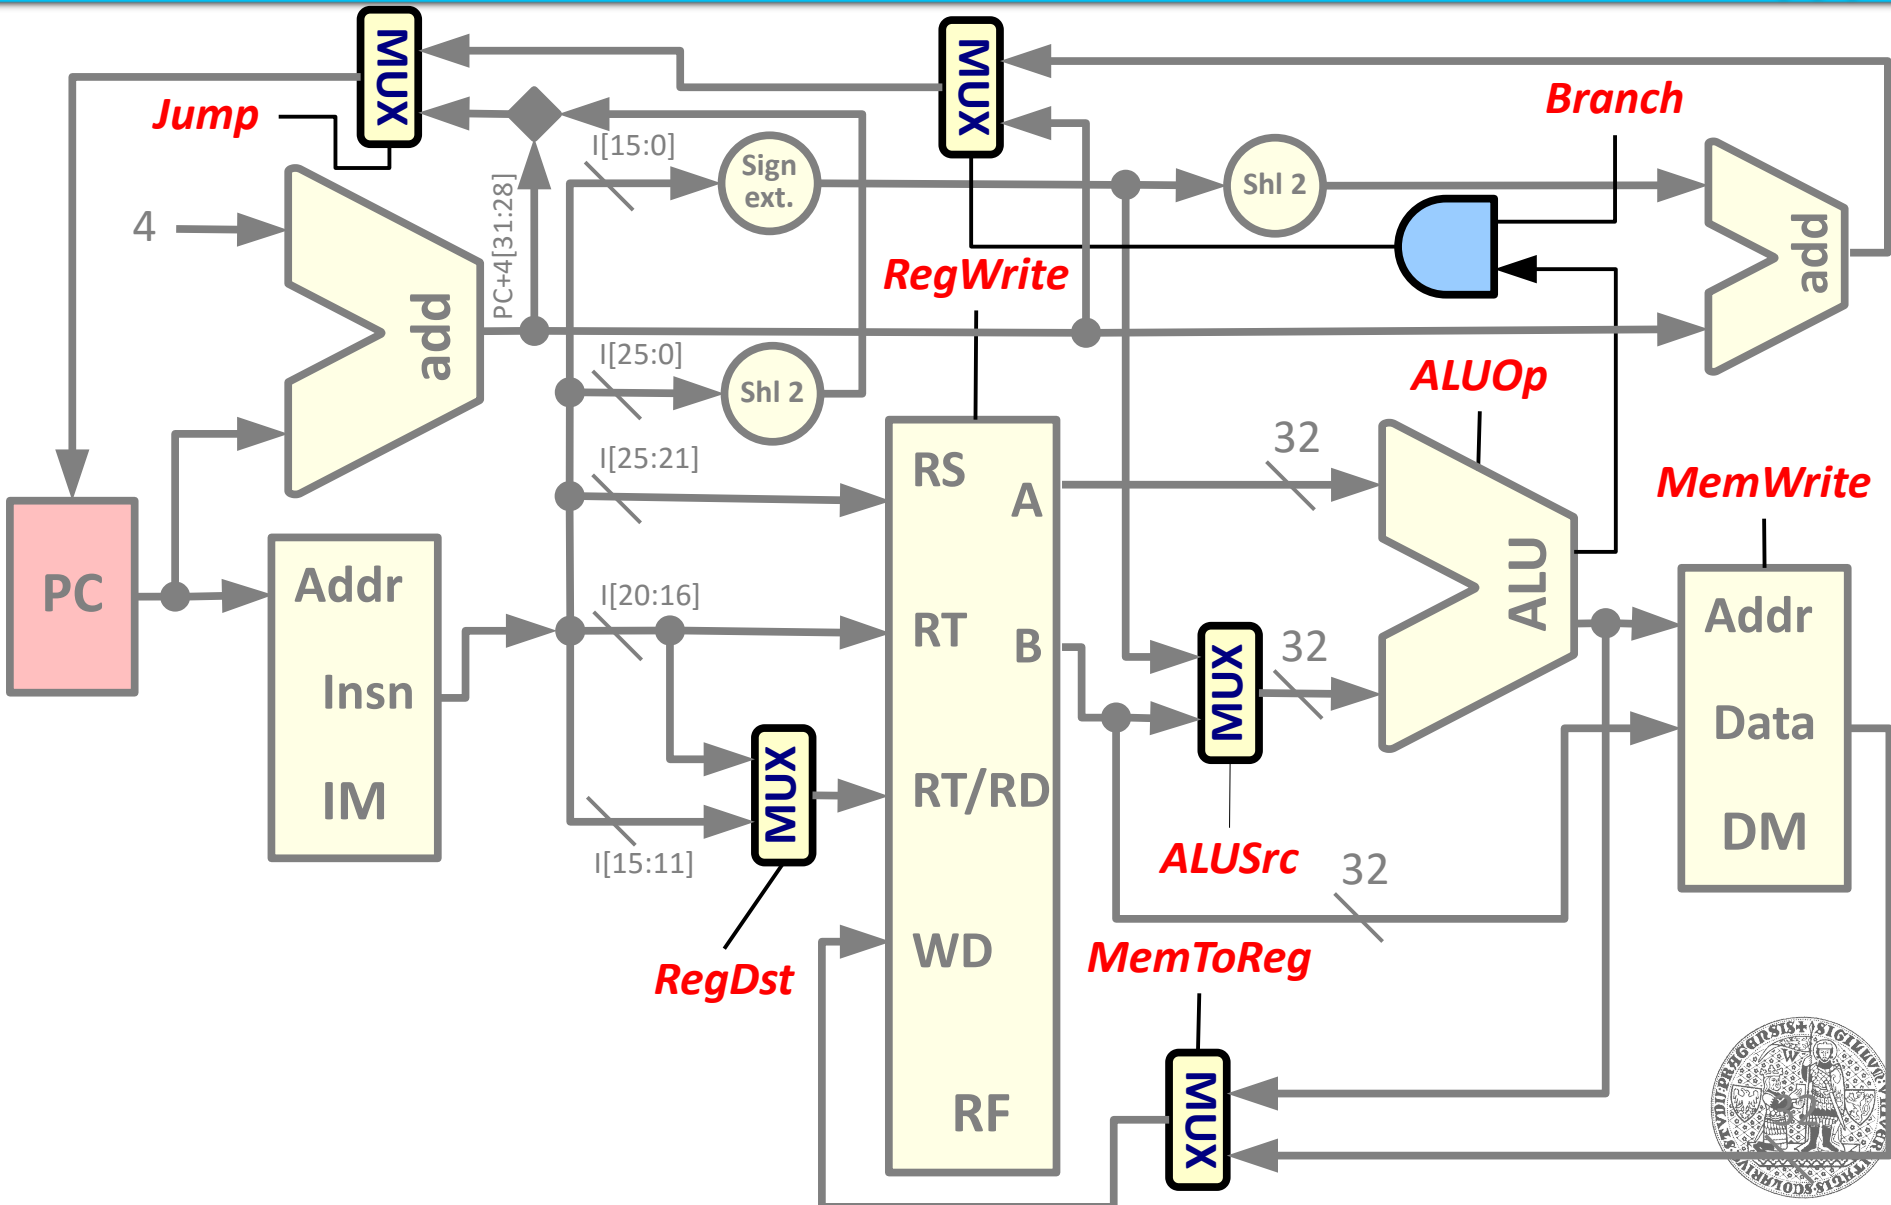 MUX
MUX
Jump
Branch
I[15:0]
Sign
ext.
Shl 2
4
PC+4[31:28]
add
add
RegWrite
I[25:0]
Shl 2
ALUOp
I[25:21]
RS
A
32
MemWrite
PC
Addr
Insn
IM
I[20:16]
RT
B
MUX
32
ALU
Addr
Data
DM
MUX
RT/RD
I[15:11]
ALUSrc
32
RegDst
WD
MemToReg
RF
MUX